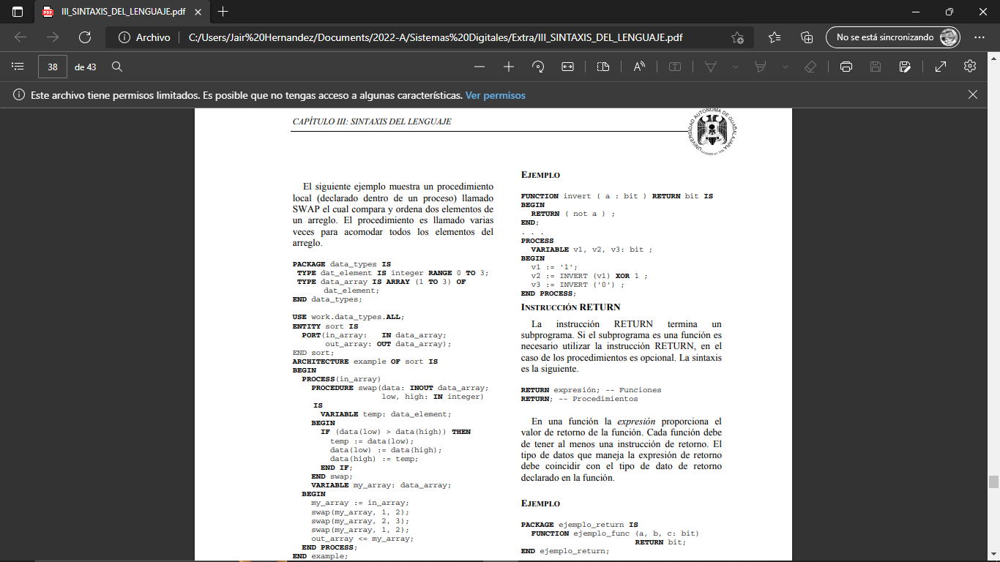 III_SINTAXIS_DEL_LENGUAJE.pdf
Archivo
C:/Users/Jair%20Hernandez/Documents/2022-A/Sistemas%20Digitales/Extra/III_SINTAXIS_DEL_LENGUAJE.pdf
No se está sincronizando
38
de 43
Este archivo tiene permisos limitados. Es posible que no tengas acceso a algunas características. Ver permisos
CAPÍTULO III: SINTAXIS DEL LENGUAJE
UNIVERSIDAD AUTONOMA DE GUADALAJARA
El siguiente ejemplo muestra un procedimiento
local (declarado dentro de un proceso) llamado
SWAP el cual compara y ordena dos elementos de
un arreglo. El procedimiento es llamado varias
veces para acomodar todos los elementos del
arreglo.
PACKAGE data_types IS
TYPE dat_element IS integer RANGE 0 TO 3;
TYPE data_array IS ARRAY (1 TO 3) OF
dat_element;
END data_types;
USE work.data_types.ALL;
ENTITY sort IS
PORT(in_array: IN data_array;
out_array: OUT data_array);
END sort;
ARCHITECTURE example OF sort IS
BEGIN
PROCESS(in_array)
PROCEDURE swap(data: INOUT data_array;
low, high: IN integer)
IS
VARIABLE temp: data_element;
BEGIN
IF (data(low) > data(high)) THEN
temp := data(low);
data(low) := data(high);
data(high) := temp;
END IF;
END swap;
VARIABLE my_array: data_array;
BEGIN
my_array := in_array;
swap(my_array, 1, 2);
swap(my_array, 2, 3);
swap(my_array, 1, 2);
out_array <= my_array;
END PROCESS;
END example;
EJEMPLO
FUNCTION invert ( a : bit ) RETURN bit IS
BEGIN
RETURN ( not a ) ;
END;
. . .
PROCESS
VARIABLE v1, v2, v3: bit ;
BEGIN
v1 := '1';
v2 := INVERT (v1) XOR 1 ;
v3 := INVERT ('0') ;
END PROCESS;
INSTRUCCIÓN RETURN
La instrucción RETURN termina un
subprograma. Si el subprograma es una función es
necesario utilizar la instrucción RETURN, en el
caso de los procedimientos es opcional. La sintaxis
es la siguiente.
RETURN expresión; -- Funciones
RETURN; -- Procedimientos
En una función la expresión proporciona el
valor de retorno de la función. Cada función debe
de tener al menos una instrucción de retorno. El
tipo de datos que maneja la expresión de retorno
debe coincidir con el tipo de dato de retorno
declarado en la función.
EJEMPLO
PACKAGE ejemplo_return IS
FUNCTION ejemplo_func (a, b, c: bit)
RETURN bit;
END ejemplo_return;